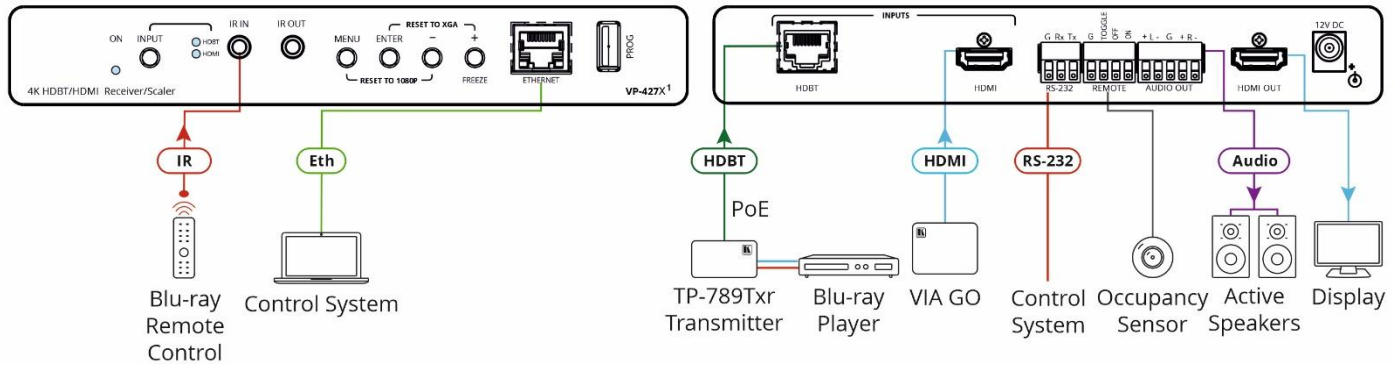 ON
INPUT
HDBT
HDMI
IR IN
IR OUT
RESET TO XGA
MENU
ENTER
-
+
RESET TO 1080P
FREEZE
ETHERNET
PROG
4K HDBT/HDMI Receiver/Scaler
VP-427X1
IR
Eth
Blu-ray
Remote
Control
Control System
INPUTS
HDBT
HDMI
G Rx Tx
RS-232
G TOGGLE OFF ON
REMOTE
+ L - G + R -
AUDIO OUT
HDMI OUT
12V DC
+
HDBT
HDMI
RS-232
Audio
PoE
TP-789Txr
Transmitter
Blu-ray
Player
VIA GO
Control
System
Occupancy
Sensor
Active
Speakers
Display